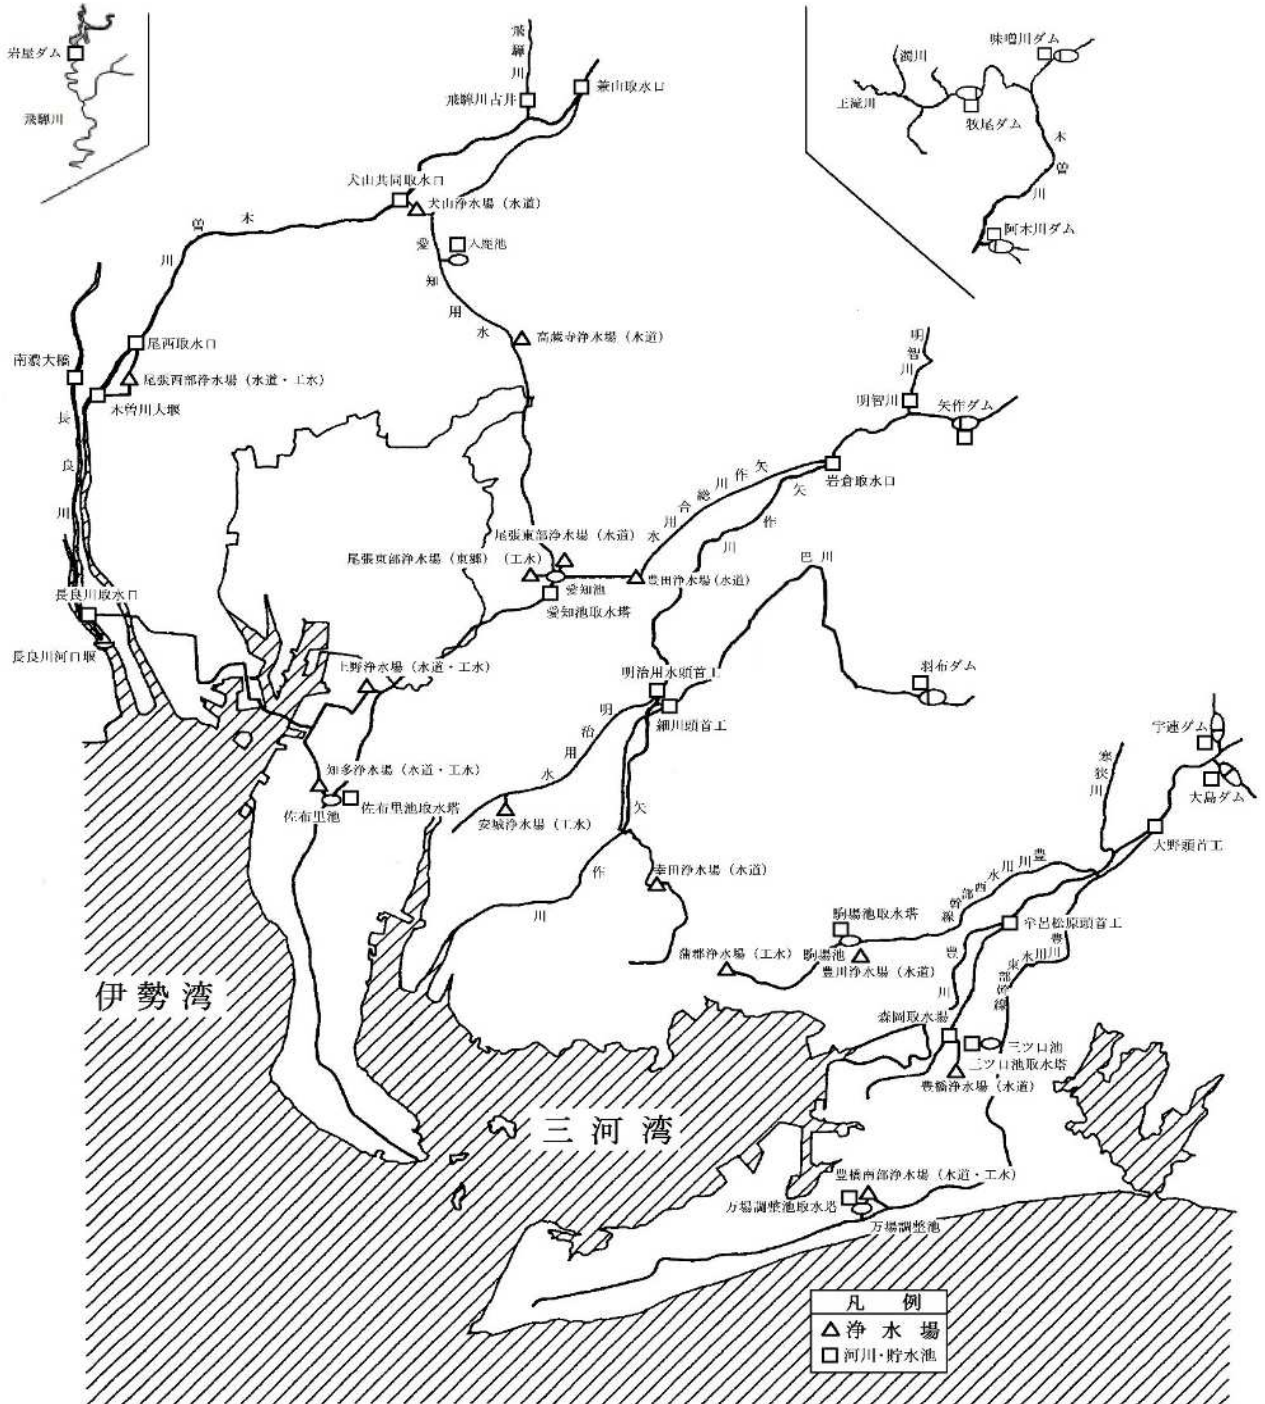 岩屋ダム
飛騨川
飛騨川
飛騨川古井
兼山取水口
味噌川ダム
濁川
王滝川
牧尾ダム
木曽川
阿木川ダム
犬山共同取水口
犬山浄水場（水道）
木曽川
愛知用水
入鹿池
高蔵寺浄水場（水道）
尾西取水口
南濃大橋
尾張西部浄水場（水道・工水）
木曽川大堰
長良川
明智川
明智川
矢作ダム
岩倉取水口
矢作川総合用水
矢作川
巴川
尾張東部浄水場（水道）
尾張東部浄水場（東郷）（工水）
愛知池
豊田浄水場（水道）
愛知池取水塔
長良川取水口
長良川河口堰
上野浄水場（水道・工水）
明治用水頭首工
細川頭首工
羽布ダム
明治用水
宇連ダム
寒狭川
大島ダム
知多浄水場（水道・工水）
佐布里池
佐布里池取水塔
安城浄水場（工水）
矢作川
大野頭首工
幸田浄水場（水道）
豊川用水西部幹線
駒場池取水塔
牟呂松原頭首工
蒲郡浄水場（工水）
駒場池
豊川浄水場（水道）
豊川
豊川用水東部幹線
伊勢湾
森岡取水場
三ツ口池
三ツ口池取水塔
豊橋浄水場（水道）
三河湾
豊橋南部浄水場（水道・工水）
万場調整池取水塔
万場調整池
凡例
△浄水場
□河川・貯水池